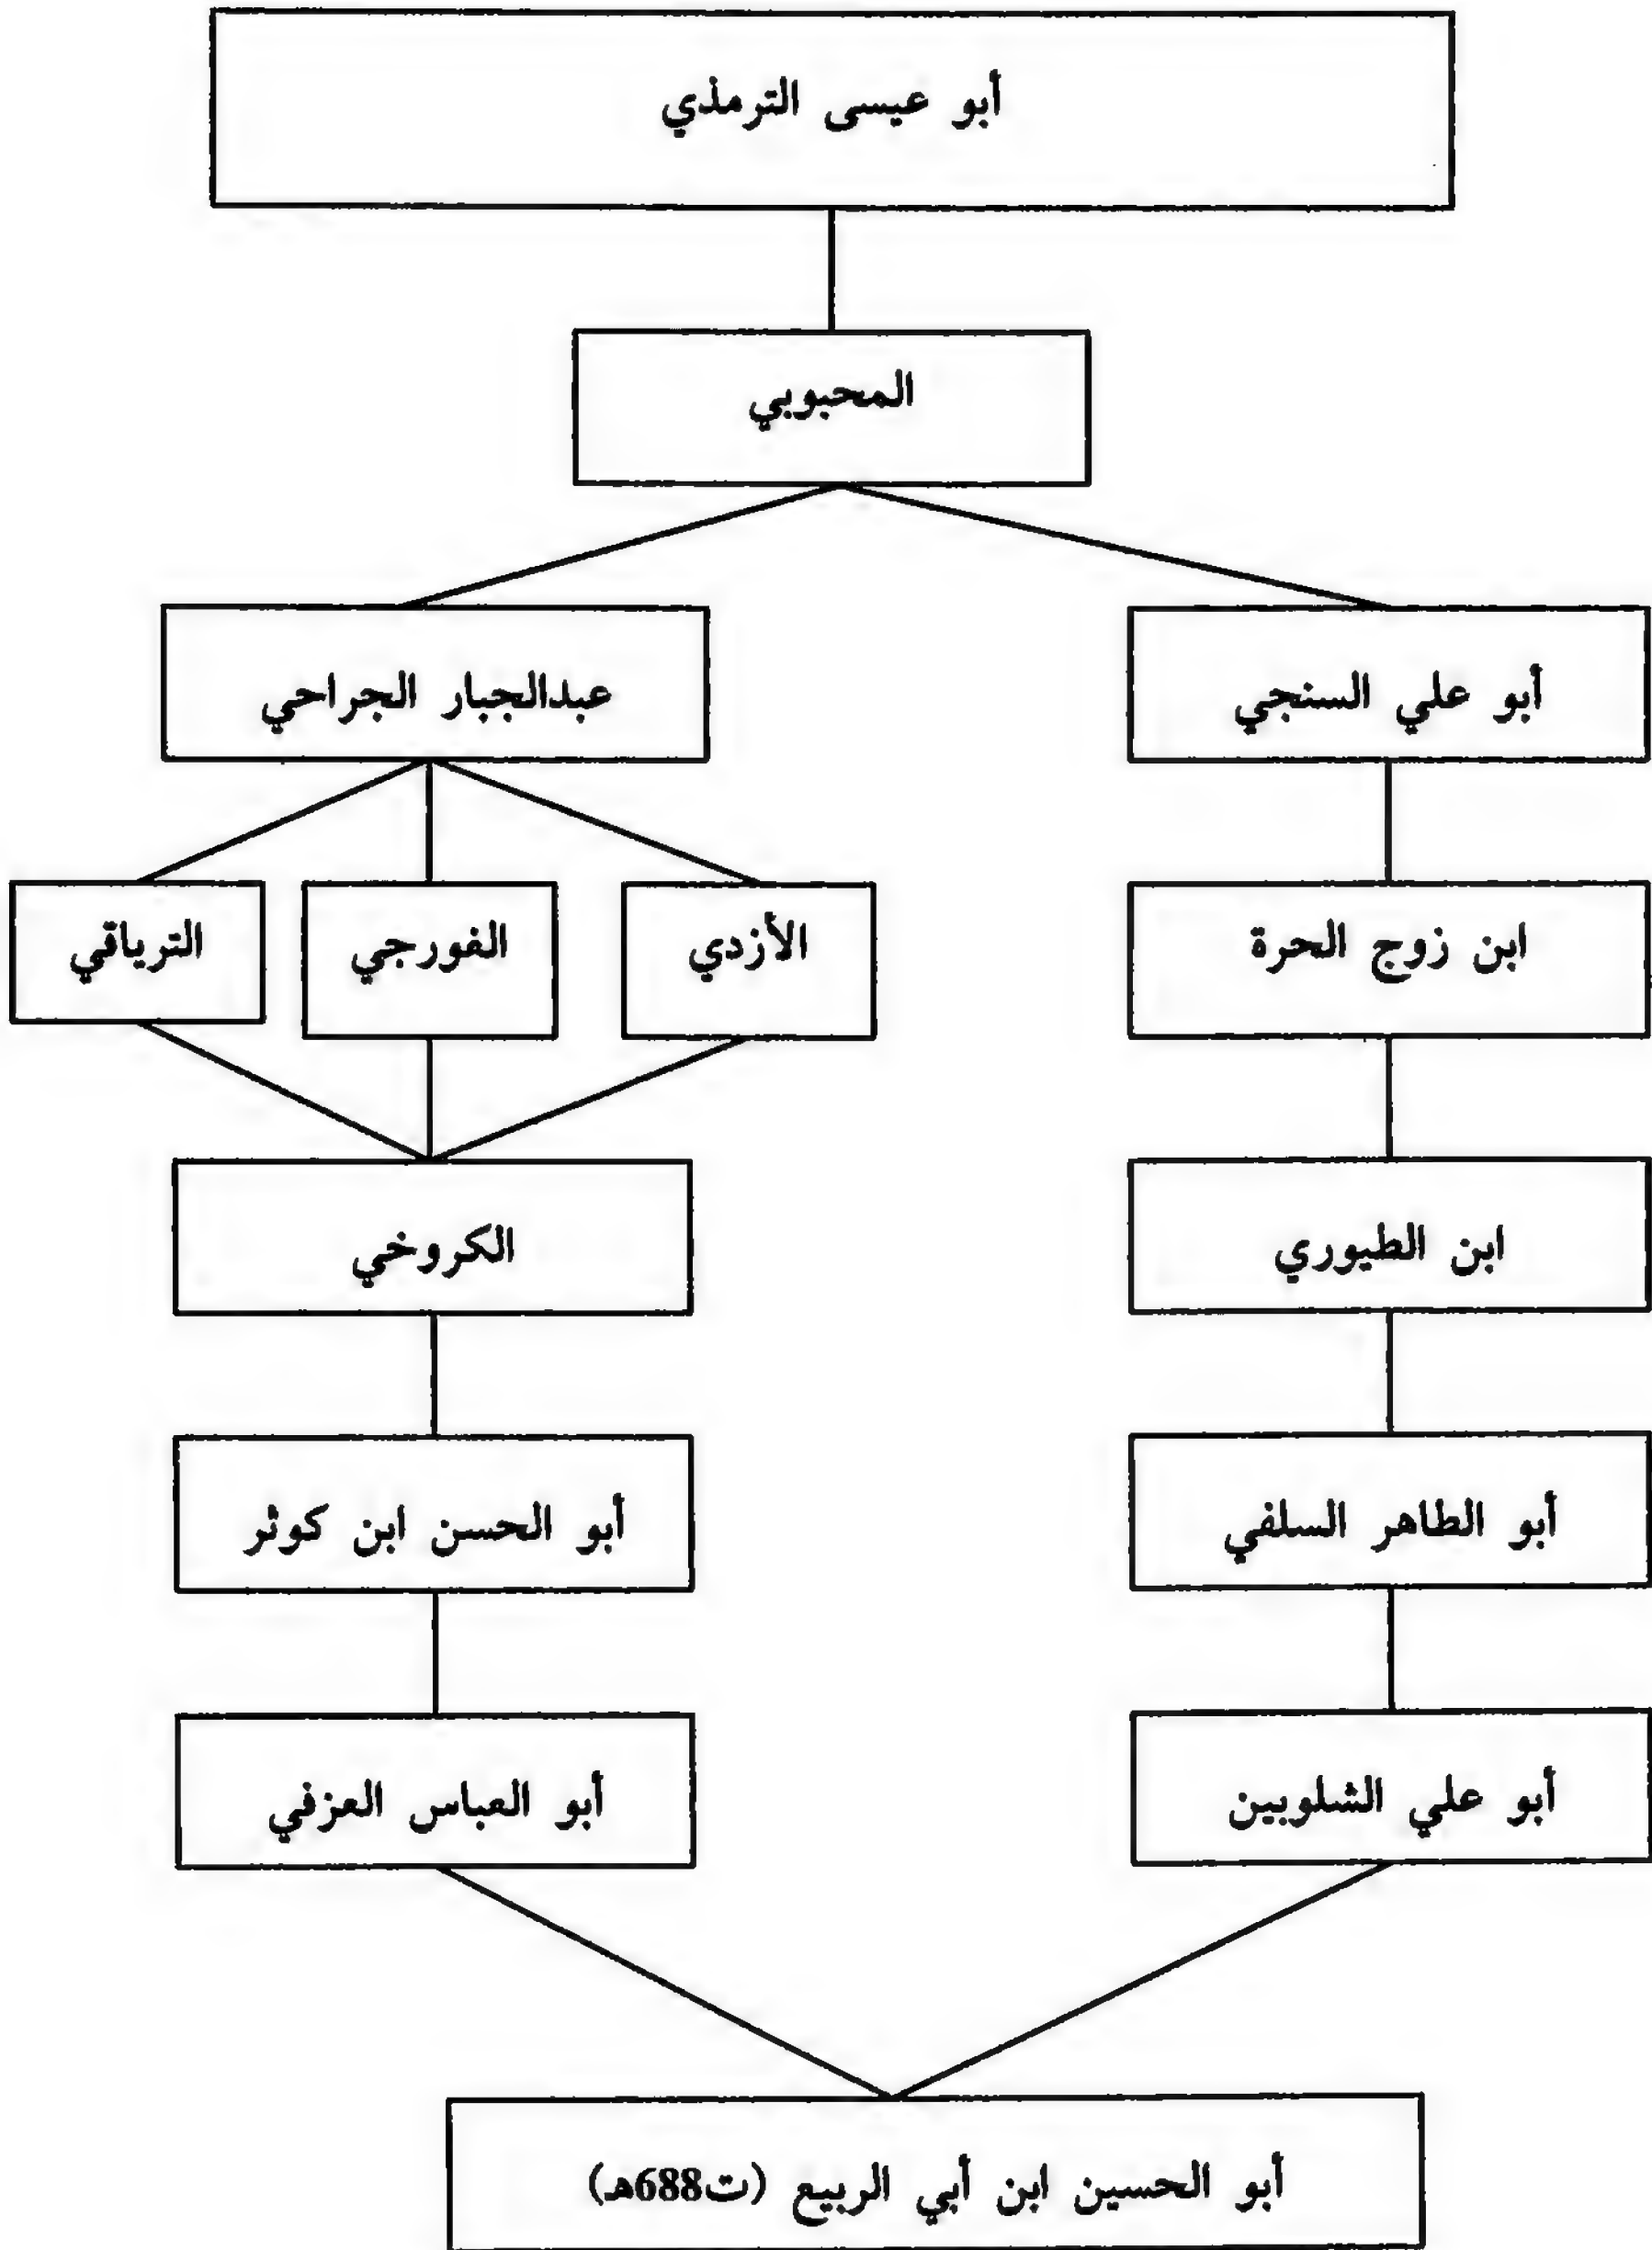 أبو عيسى الترمذي
المحبوبي
أبو علي السنجي
عبدالجبار الجراحي
ابن زوج الحرة
الأزدي
الفورجي
الترياقي
ابن الطيوري
الكروخي
أبو الطاهر السلفي
أبو الحسن ابن كوثر
أبو علي الشلوبين
أبو العباس العزفي
أبو الحسين ابن أبي الربيع (ت688هـ)